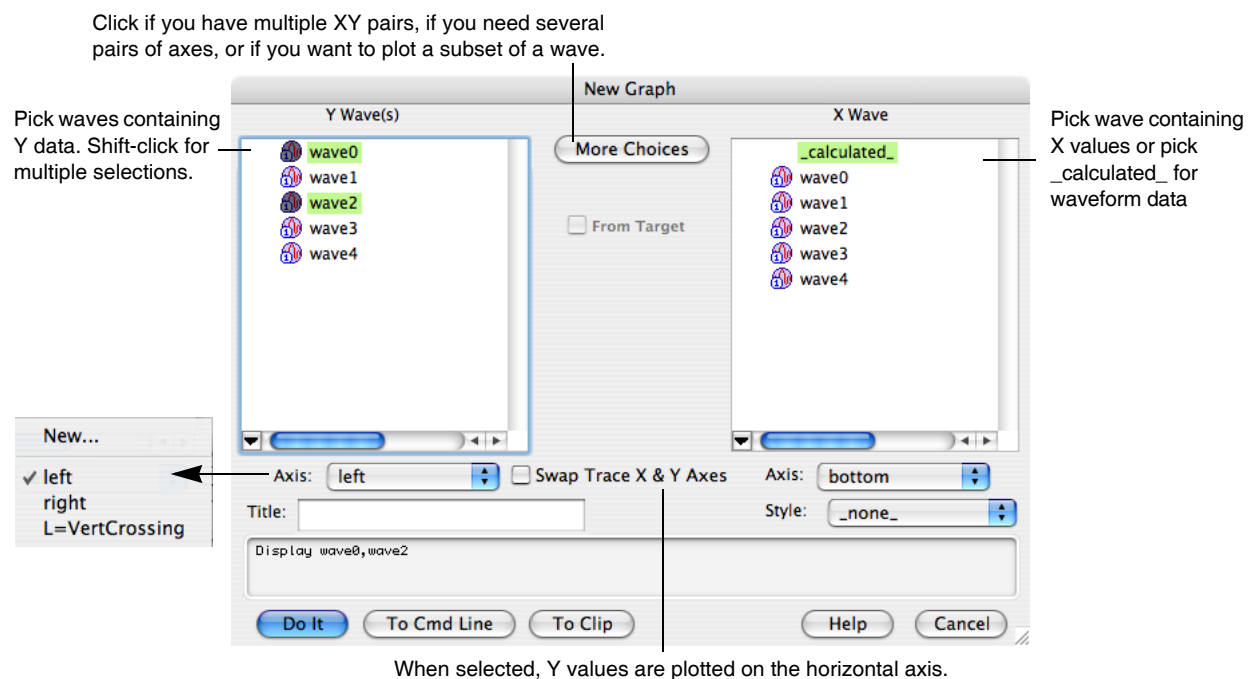 Click if you have multiple XY pairs, if you need several
pairs of axes, or if you want to plot a subset of a wave.
New Graph
Y Wave(s)
X Wave
Pick waves containing
Y data. Shift-click for
multiple selections.
wave0
wave1
wave2
wave3
wave4
More Choices
From Target
_calculated_
wave0
wave1
wave2
wave3
wave4
Pick wave containing
X values or pick
_calculated_ for
waveform data
New...
✓ left
right
L=VertCrossing
Axis: left
Swap Trace X & Y Axes
Axis: bottom
Title:
Style: _none_
Display wave0,wave2
Do It
To Cmd Line
To Clip
Help
Cancel
When selected, Y values are plotted on the horizontal axis.